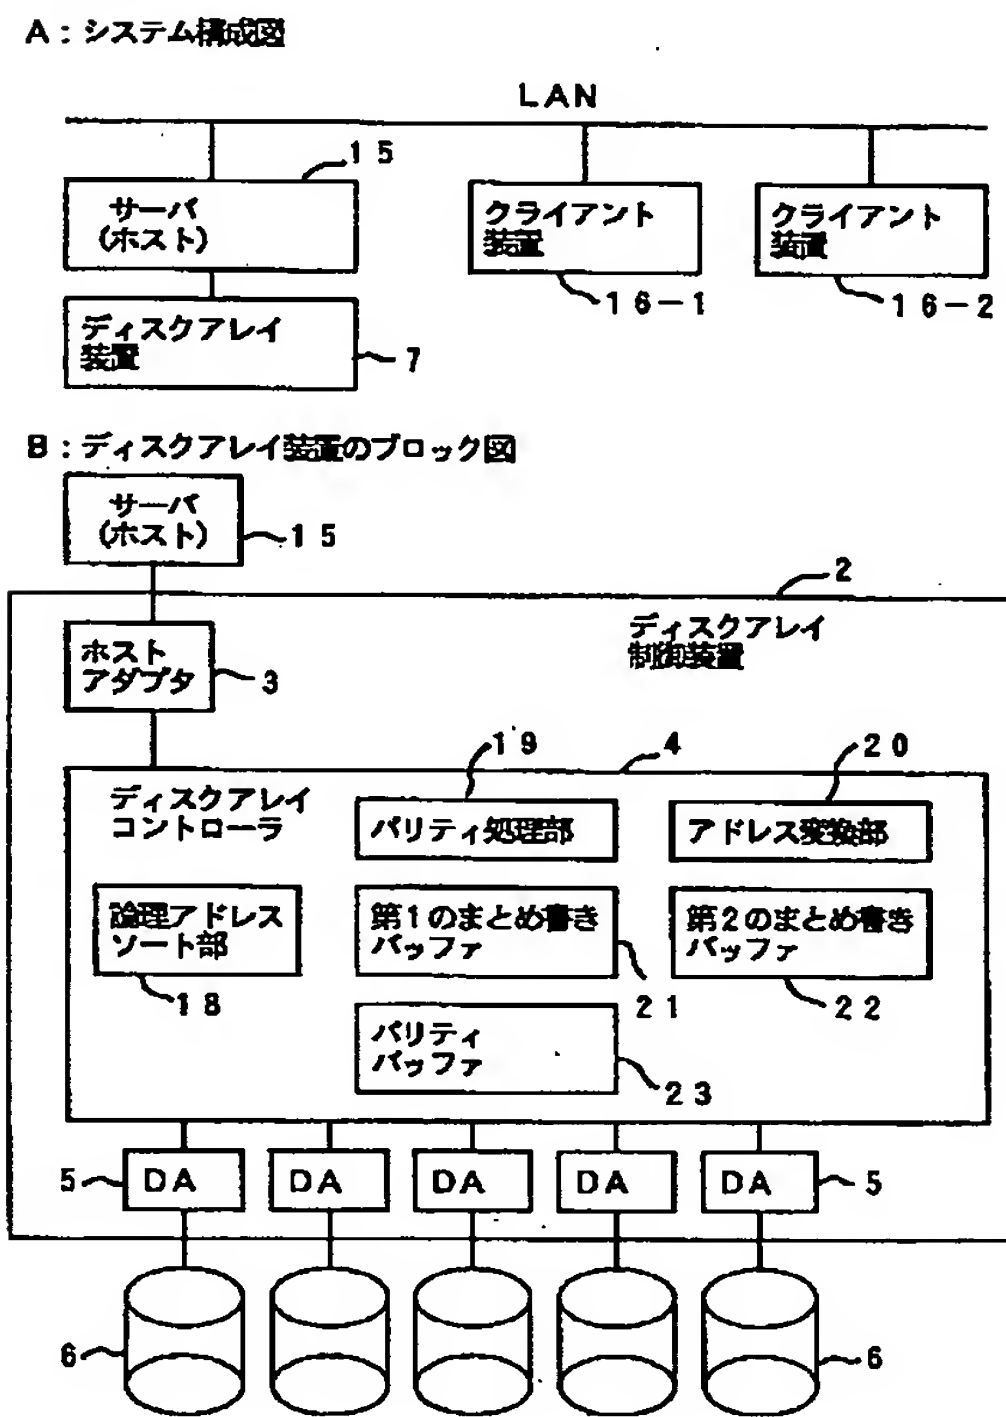 A：システム構成図
LAN
15
サーバ
(ホスト)
クライアント
装置
クライアント
装置
16-1
16-2
ディスクアレイ
装置
7
B：ディスクアレイ装置のブロック図
サーバ
(ホスト)
15
2
ディスクアレイ
制御装置
ホスト
アダプタ
3
19
4
20
ディスクアレイ
コントローラ
パリティ処理部
アドレス変換部
論理アドレス
ソート部
第1のまとめ書き
バッファ
第2のまとめ書き
バッファ
18
21
22
パリティ
バッファ
23
5
DA
DA
DA
DA
DA
5
6
6